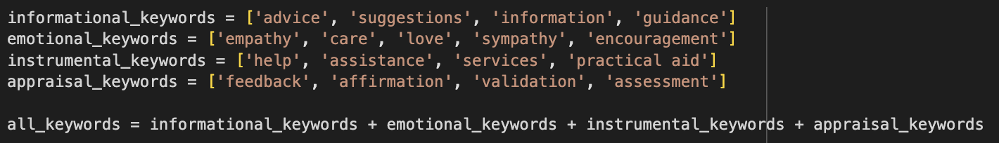 informational_keywords = ['advice', 'suggestions', 'information', 'guidance']
emotional_keywords = ['empathy', 'care', 'love', 'sympathy', 'encouragement']
instrumental_keywords = ['help', 'assistance', 'services', 'practical aid']
appraisal_keywords = ['feedback', 'affirmation', 'validation', 'assessment']
all_keywords = informational_keywords + emotional_keywords + instrumental_keywords + appraisal_keywords